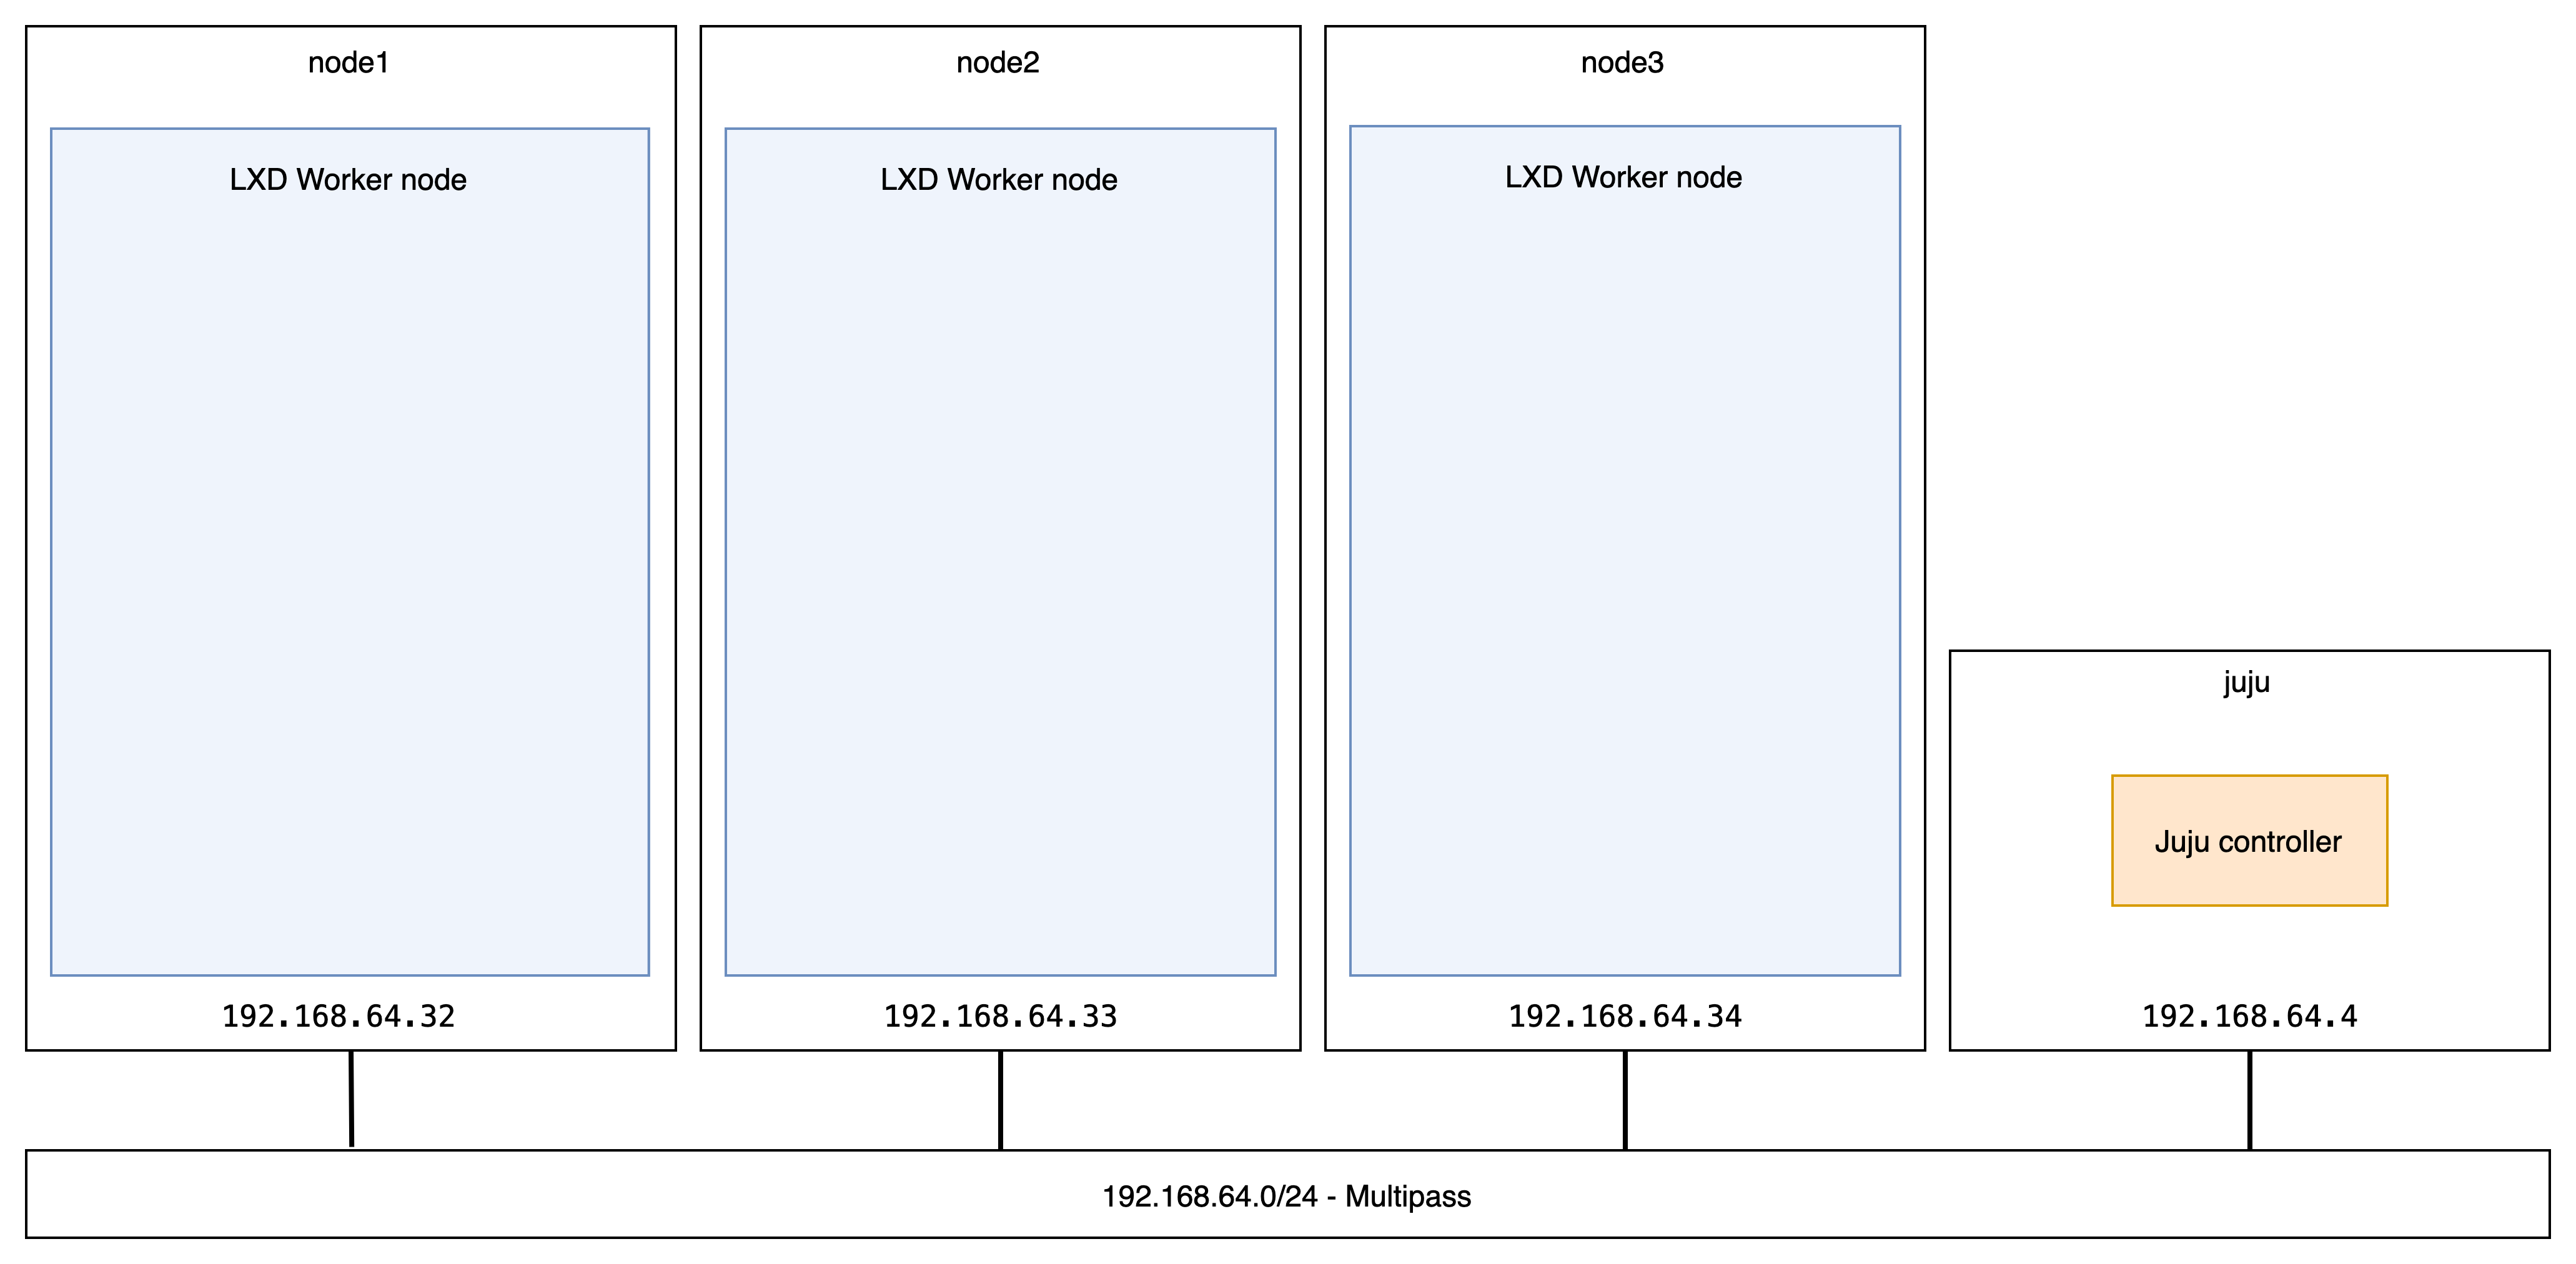 node1
LXD Worker node
192.168.64.32
node2
LXD Worker node
192.168.64.33
node3
LXD Worker node
192.168.64.34
juju
Juju controller
192.168.64.4
192.168.64.0/24 - Multipass